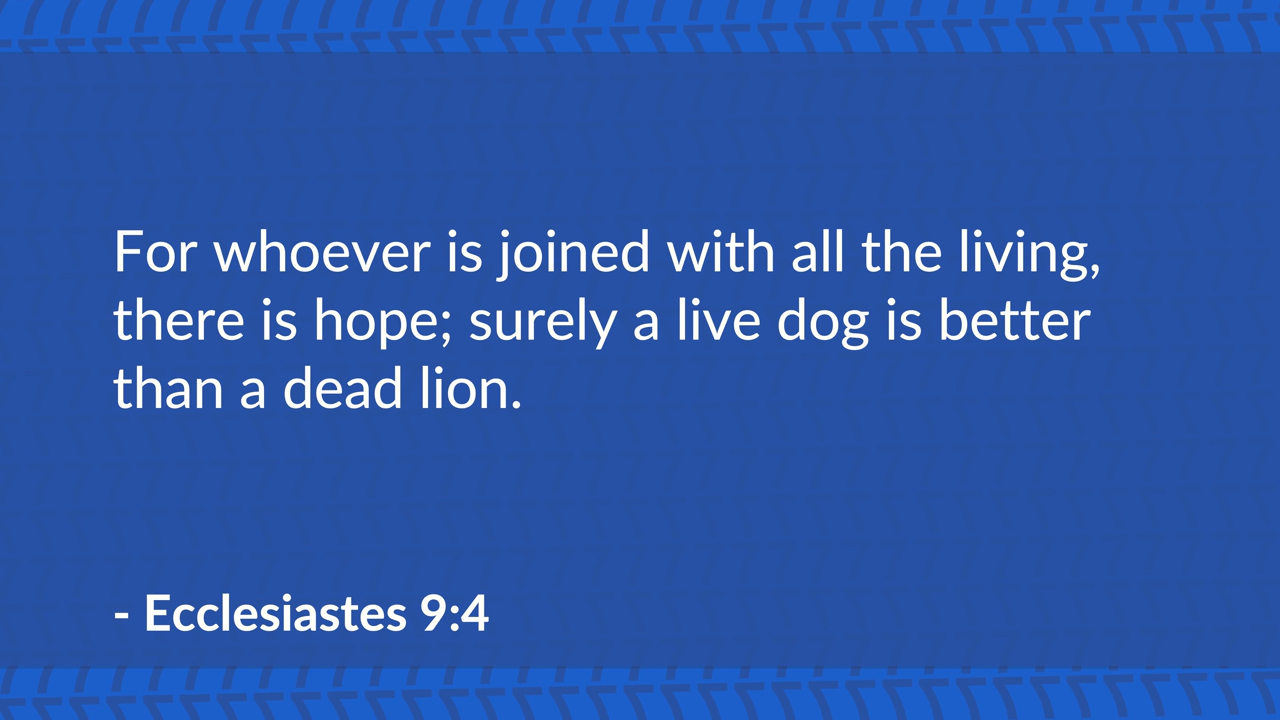 For whoever is joined with all the living,
there is hope; surely a live dog is better
than a dead lion.
- Ecclesiastes 9:4